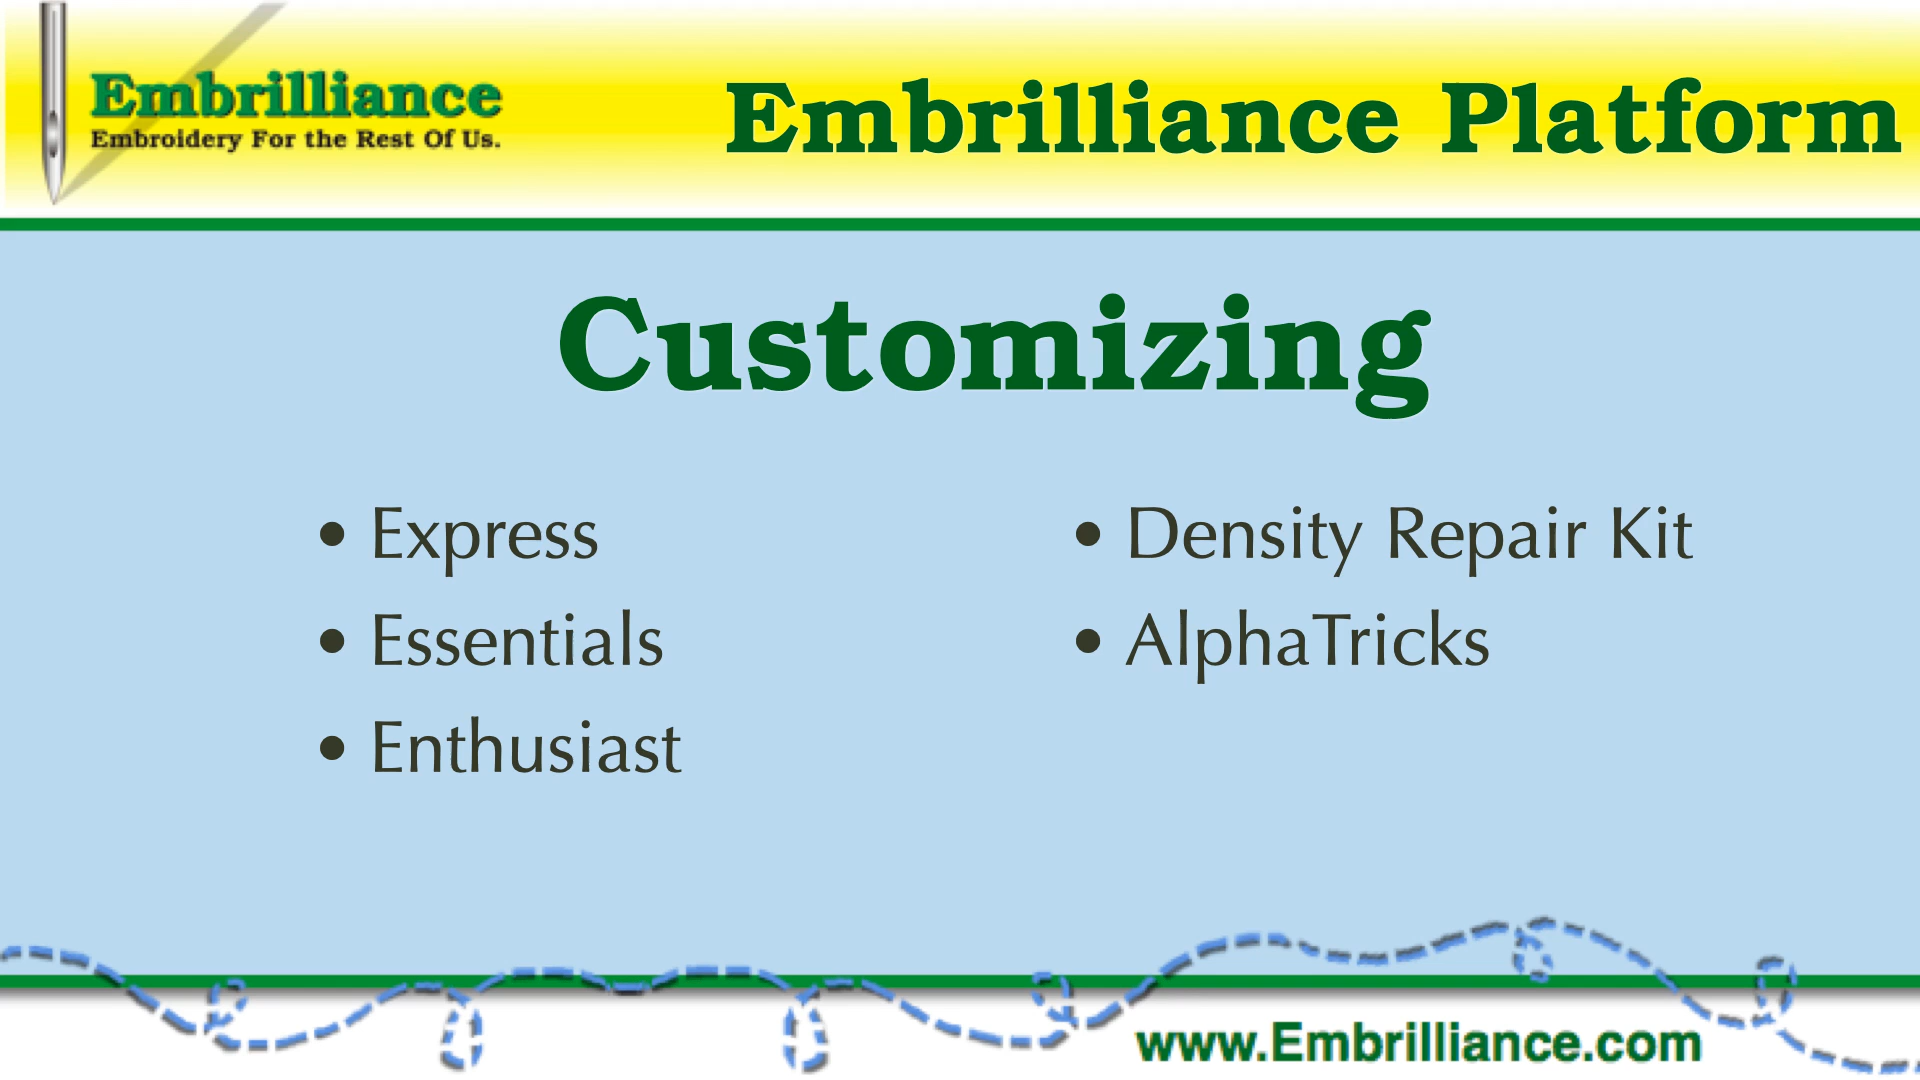 Embrilliance
Embroidery For the Rest Of Us.
Embrilliance Platform
Customizing
• Express
• Essentials
• Enthusiast
• Density Repair Kit
• AlphaTricks
www.Embrilliance.com